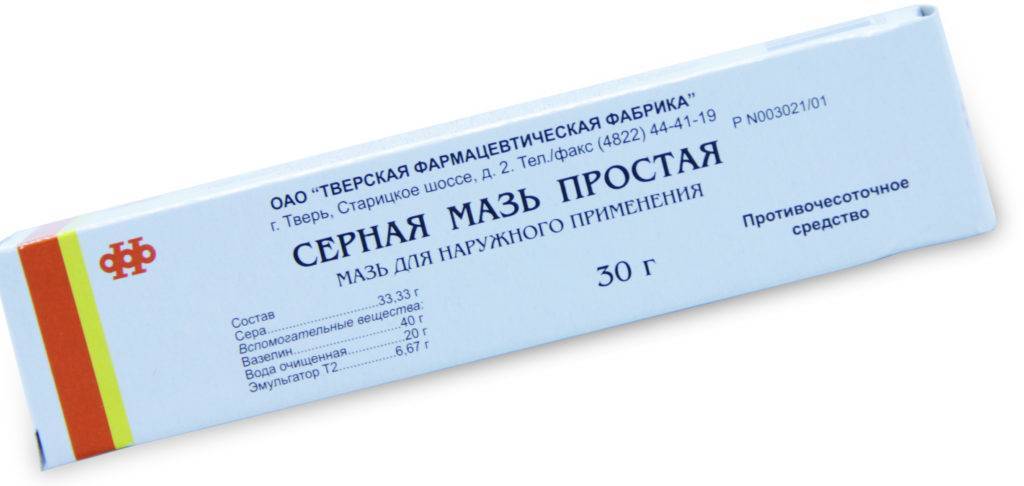 ОАО "ТВЕРСКАЯ ФАРМАЦЕВТИЧЕСКАЯ ФАБРИКА"
г. Тверь, Старицкое шоссе, д. 2. Тел./факс (4822) 44-41-19
Р N003021/01
СЕРНАЯ МАЗЬ ПРОСТАЯ
МАЗЬ ДЛЯ НАРУЖНОГО ПРИМЕНЕНИЯ
30 г
Противочесоточное
средство
Состав
Сера..............................33,33 г
Вспомогательные вещества:
Вазелин..............................40 г
Вода очищенная...............20 г
Эмульгатор Т2................6,67 г